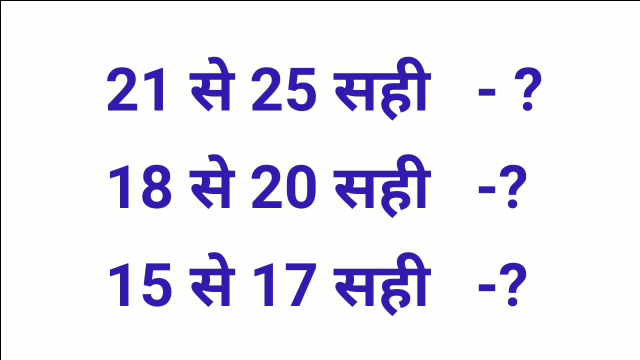 21 से 25 सही - ?
18 से 20 सही -?
15 से 17 सही -?